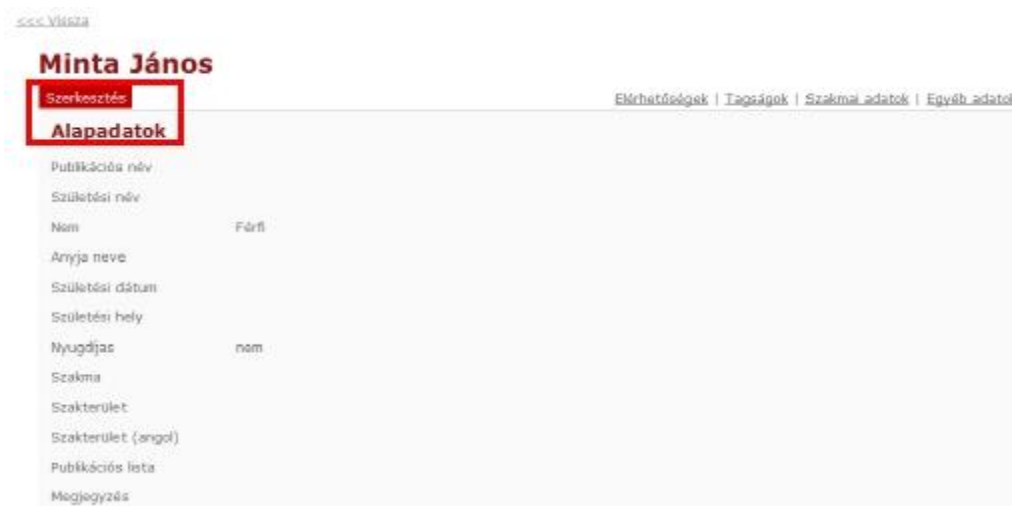 <<< Vissza
Minta János
Szerkesztés
Elérhetőségek | Tagságok | Szakmai adatok | Egyéb adatok
Alapadatok
Publikációs név
Születési név
Nem Férfi
Anyja neve
Születési dátum
Születési hely
Nyugdíjas nem
Szakma
Szakterület
Szakterület (angol)
Publikációs lista
Megjegyzés